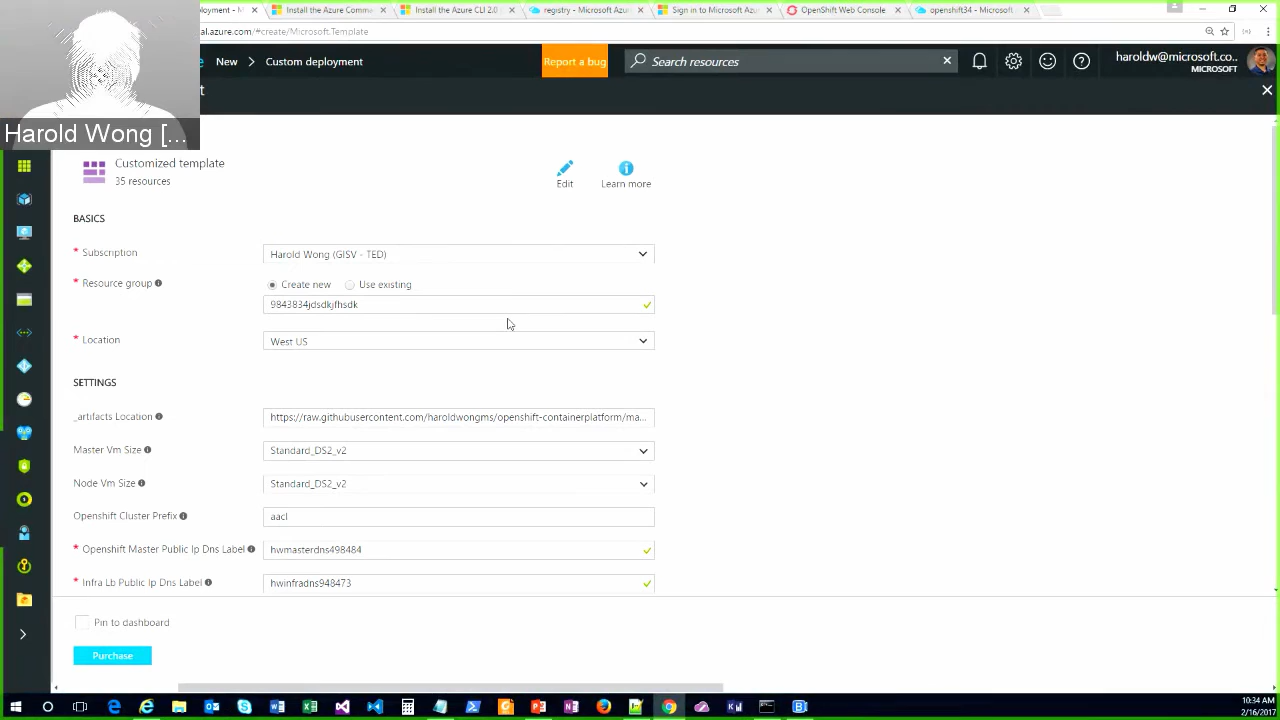 eployment - M
Install the Azure Comma
Install the Azure CLI 2.0 (
registry - Microsoft Azu
Sign in to Microsoft Azu
OpenShift Web Console
openshift34 - Microsoft
al.azure.com/#create/Microsoft.Template
New > Custom deployment
Report a bug
Search resources
haroldw@microsoft.co..
MICROSOFT
Harold Wong [...
Customized template
35 resources
Edit
Learn more
BASICS
* Subscription
Harold Wong (GISV - TED)
* Resource group
Create new
Use existing
9843834jdsdkjfhsdk
* Location
West US
SETTINGS
_artifacts Location
https://raw.githubusercontent.com/haroldwongms/openshift-containerplatform/ma...
Master Vm Size
Standard_DS2_v2
Node Vm Size
Standard_DS2_v2
Openshift Cluster Prefix
aacl
* Openshift Master Public Ip Dns Label
hwmasterdns498484
* Infra Lb Public Ip Dns Label
hwinfradns948473
Pin to dashboard
Purchase
10:34 AM
2/16/2017